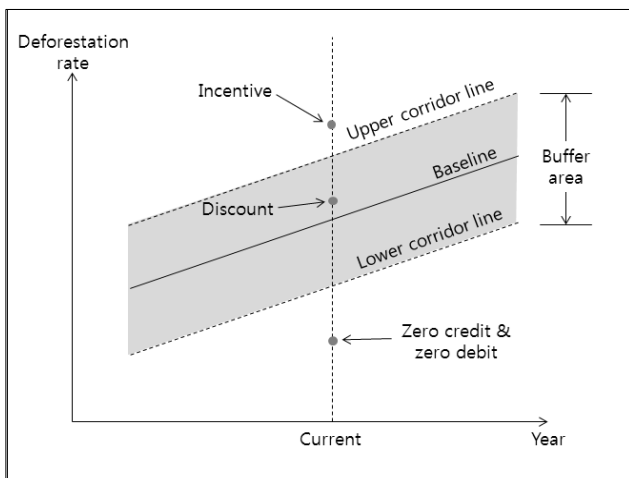 Deforestation
rate
Incentive
Upper corridor line
Baseline
Buffer
area
Discount
Lower corridor line
Zero credit &
zero debit
Current
Year